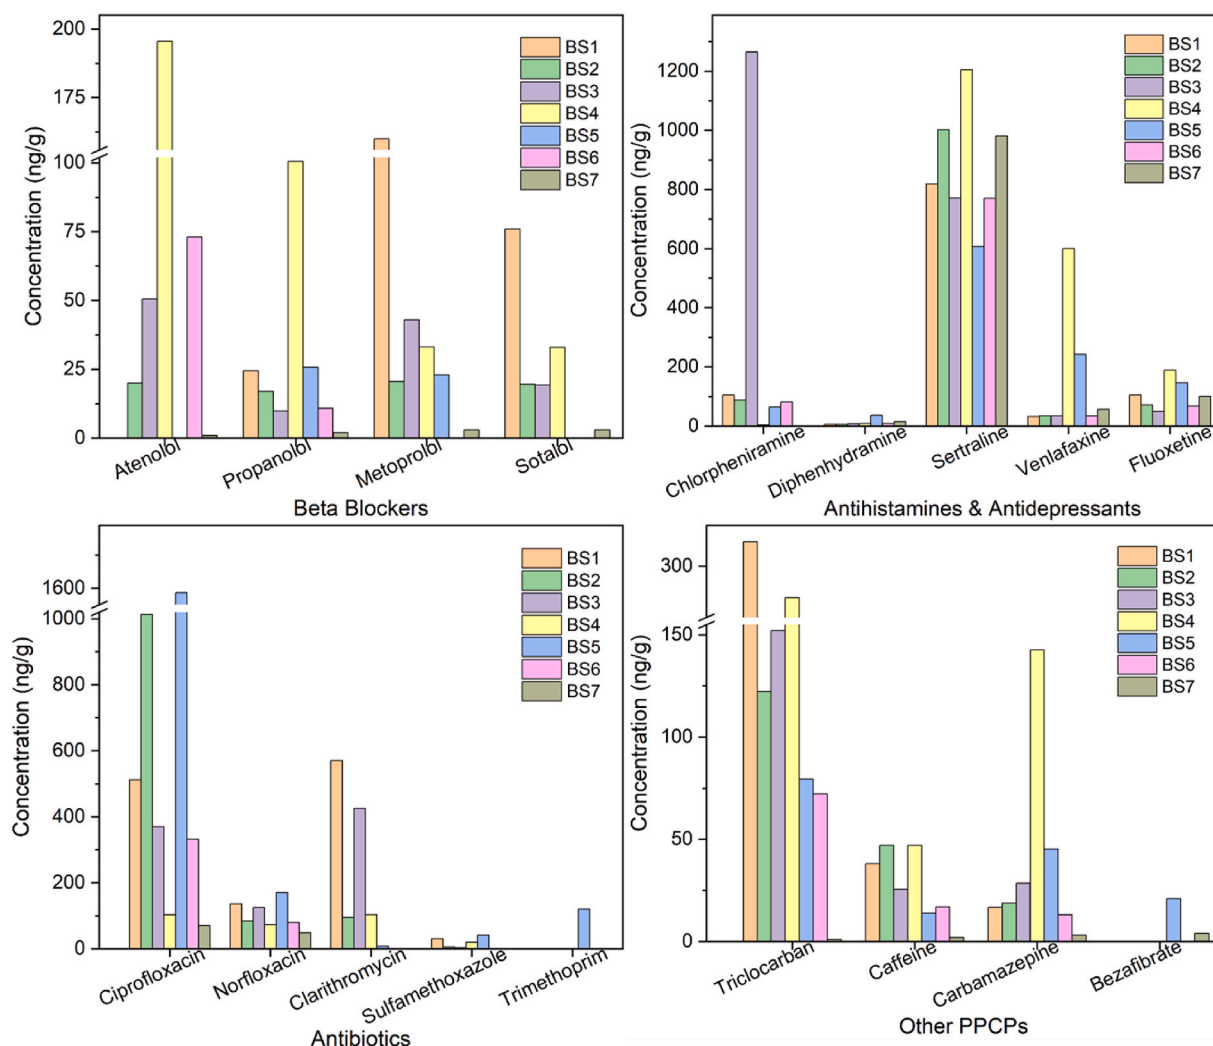 200
175
100
75
50
25
0
Concentration (ng/g)
BS1
BS2
BS3
BS4
BS5
BS6
BS7
Atenolol
Propanolol
Metoprolol
Sotalol
Beta Blockers
1200
1000
800
600
400
200
0
Concentration (ng/g)
BS1
BS2
BS3
BS4
BS5
BS6
BS7
Chlorpheniramine
Diphenhydramine
Sertraline
Venlafaxine
Fluoxetine
Antihistamines & Antidepressants
1600
1000
800
600
400
200
0
Concentration (ng/g)
BS1
BS2
BS3
BS4
BS5
BS6
BS7
Ciprofloxacin
Norfloxacin
Clarithromycin
Sulfamethoxazole
Trimethoprim
Antibiotics
300
150
100
50
0
Concentration (ng/g)
BS1
BS2
BS3
BS4
BS5
BS6
BS7
Triclocarban
Caffeine
Carbamazepine
Bezafibrate
Other PPCPs